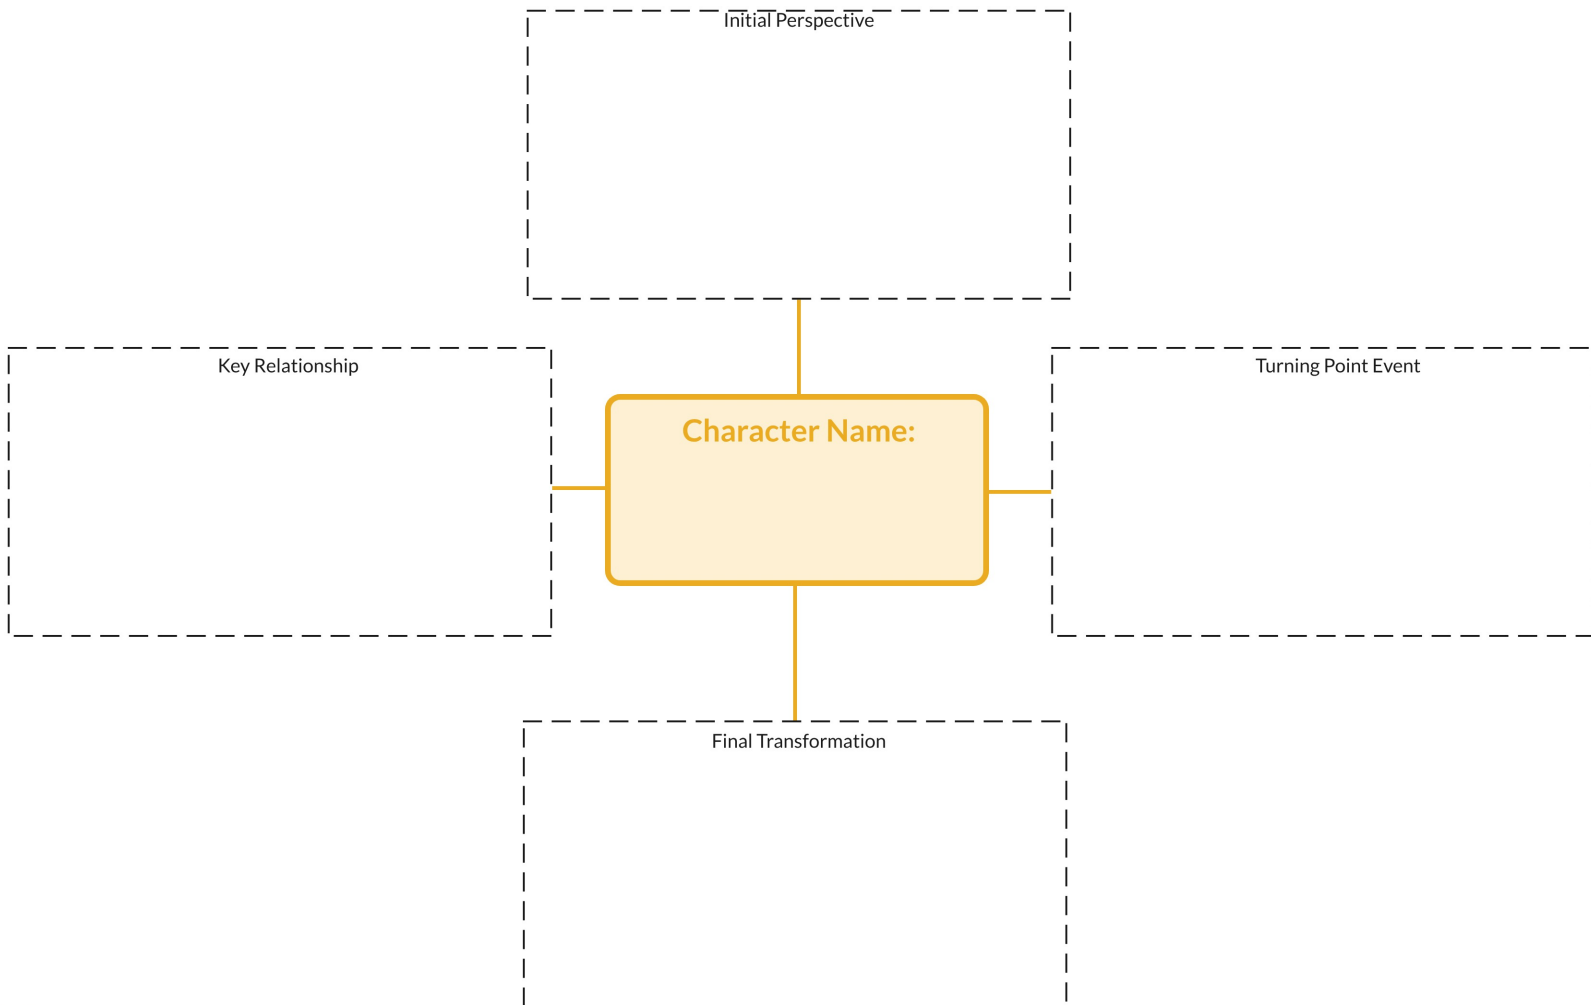 Initial Perspective
Key Relationship
Turning Point Event
Character Name:
Final Transformation